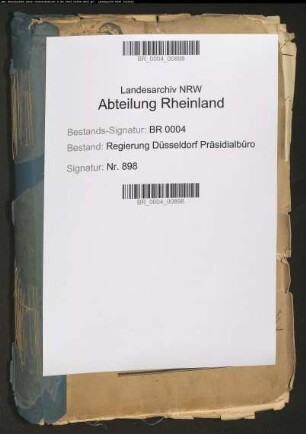 BR_0004_00898
Landesarchiv NRW
Abteilung Rheinland
Bestands-Signatur: BR 0004
Bestand: Regierung Düsseldorf Präsidialbüro
Signatur: Nr. 898
BR_0004_00898